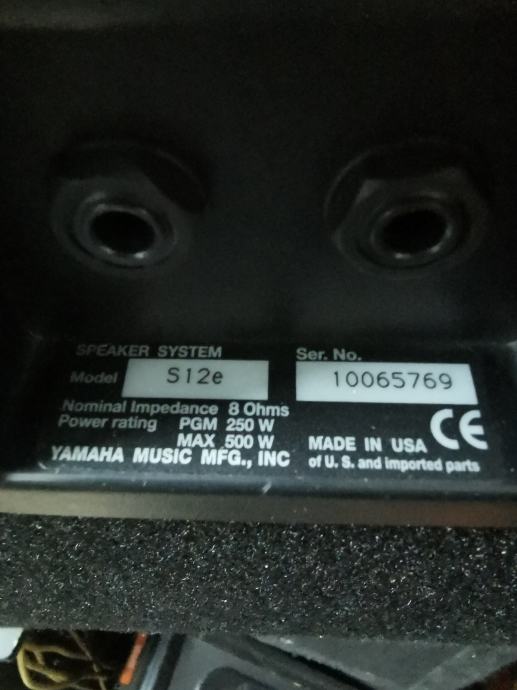 SPEAKER SYSTEM
Model S12e
Ser. No.
10065769
Nominal Impedance 8 Ohms
Power rating PGM 250 W
MAX 500 W
YAMAHA MUSIC MFG., INC
MADE IN USA CE
of U. S. and imported parts